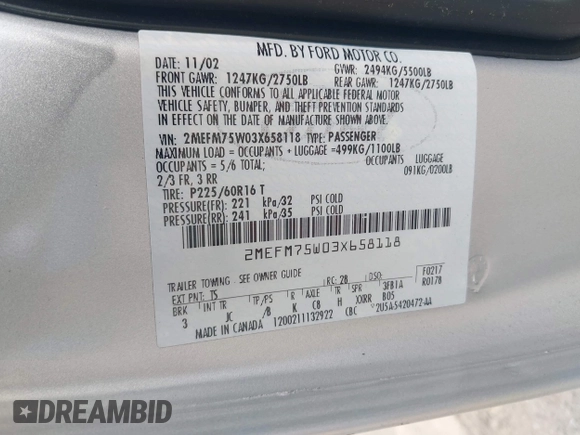 MFD. BY FORD MOTOR CO.
DATE: 11/02 GVWR: 2494KG/5500LB
FRONT GAWR: 1247KG/2750LB REAR GAWR: 1247KG/2750LB
THIS VEHICLE CONFORMS TO ALL APPLICABLE FEDERAL MOTOR
VEHICLE SAFETY, BUMPER, AND THEFT PREVENTION STANDARDS
IN EFFECT ON THE DATE OF MANUFACTURE SHOWN ABOVE
VIN: 2MEFM75W03X658118 TYPE: PASSENGER
MAXIMUM LOAD = OCCUPANTS + LUGGAGE =499KG/1100LB
OCCUPANTS: 5/6 TOTAL; OCCUPANTS LUGGAGE
2/3 FR, 3 RR 091KG/0200LB
TIRE: P225/60R16 T
PRESSURE(FR): 221 kPa/32 PSI COLD
PRESSURE(RR): 241 kPa/35 PSI COLD
2MEFM75W03X658118
TRAILER TOWING - SEE OWNER GUIDE
EXT PNT: TS RC: 28 DSO: F0217
BRK INT TR TP/PS R AXLE TR SPR 3FB1A R0178
3 JC /B K CB H XXRR B05
MADE IN CANADA 1200211132922 CBC Y2U5A-5420472-AA
DREAMBID